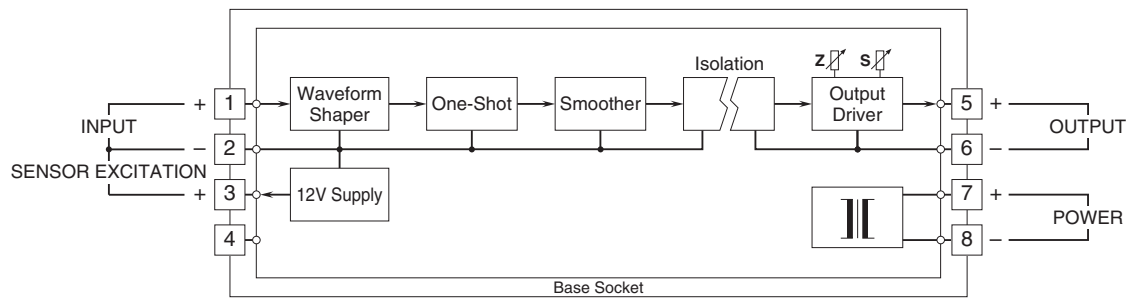 Isolation
Z S
+ 1 Waveform Shaper One-Shot Smoother Output Driver 5 +
INPUT OUTPUT
− 2 6 −
SENSOR EXCITATION
+ 3 12V Supply 7 +
POWER
4 8 −
Base Socket